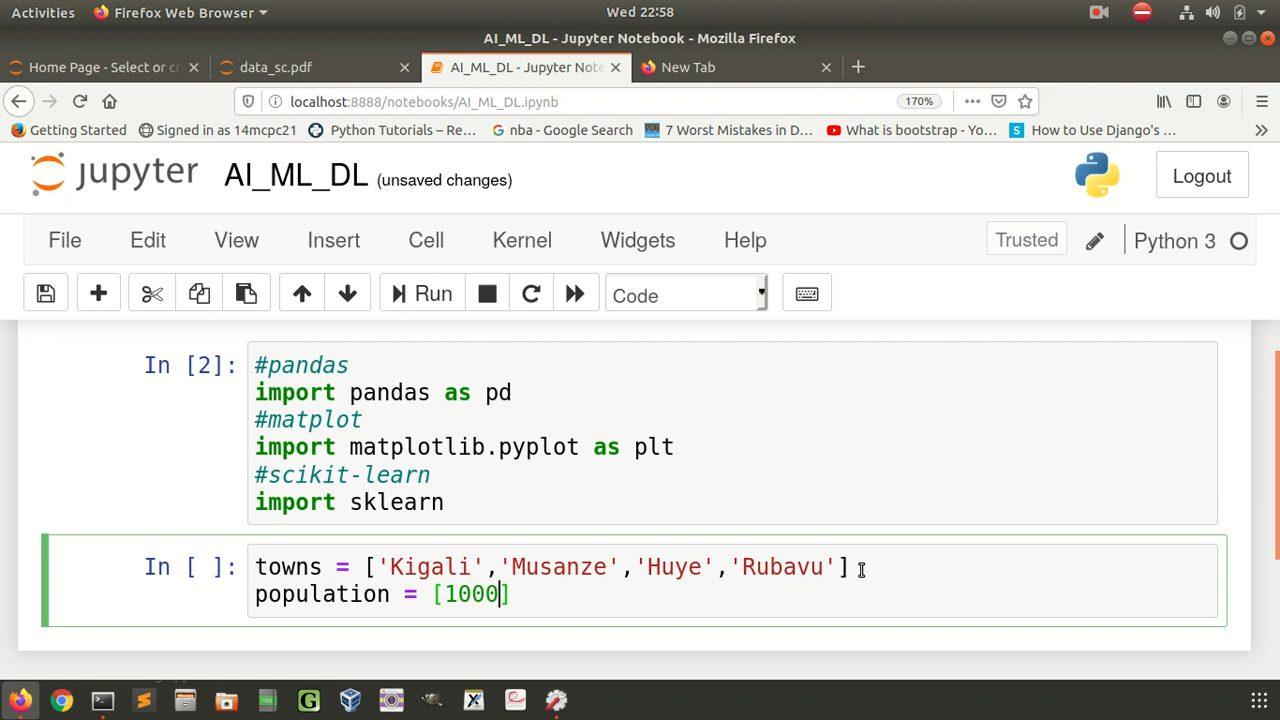 Activities Firefox Web Browser Wed 22:58
AI_ML_DL - Jupyter Notebook - Mozilla Firefox
Home Page - Select or cr data_sc.pdf AI_ML_DL - Jupyter Note New Tab
localhost:8888/notebooks/AI_ML_DL.ipynb 170%
Getting Started Signed in as 14mcpc21 Python Tutorials – Re… nba - Google Search 7 Worst Mistakes in D… What is bootstrap - Yo… How to Use Django's …
jupyter AI_ML_DL (unsaved changes) Logout
File Edit View Insert Cell Kernel Widgets Help Trusted Python 3
Run Code
In [2]: #pandas
import pandas as pd
#matplot
import matplotlib.pyplot as plt
#scikit-learn
import sklearn
In [ ]: towns = ['Kigali','Musanze','Huye','Rubavu']
population = [1000]